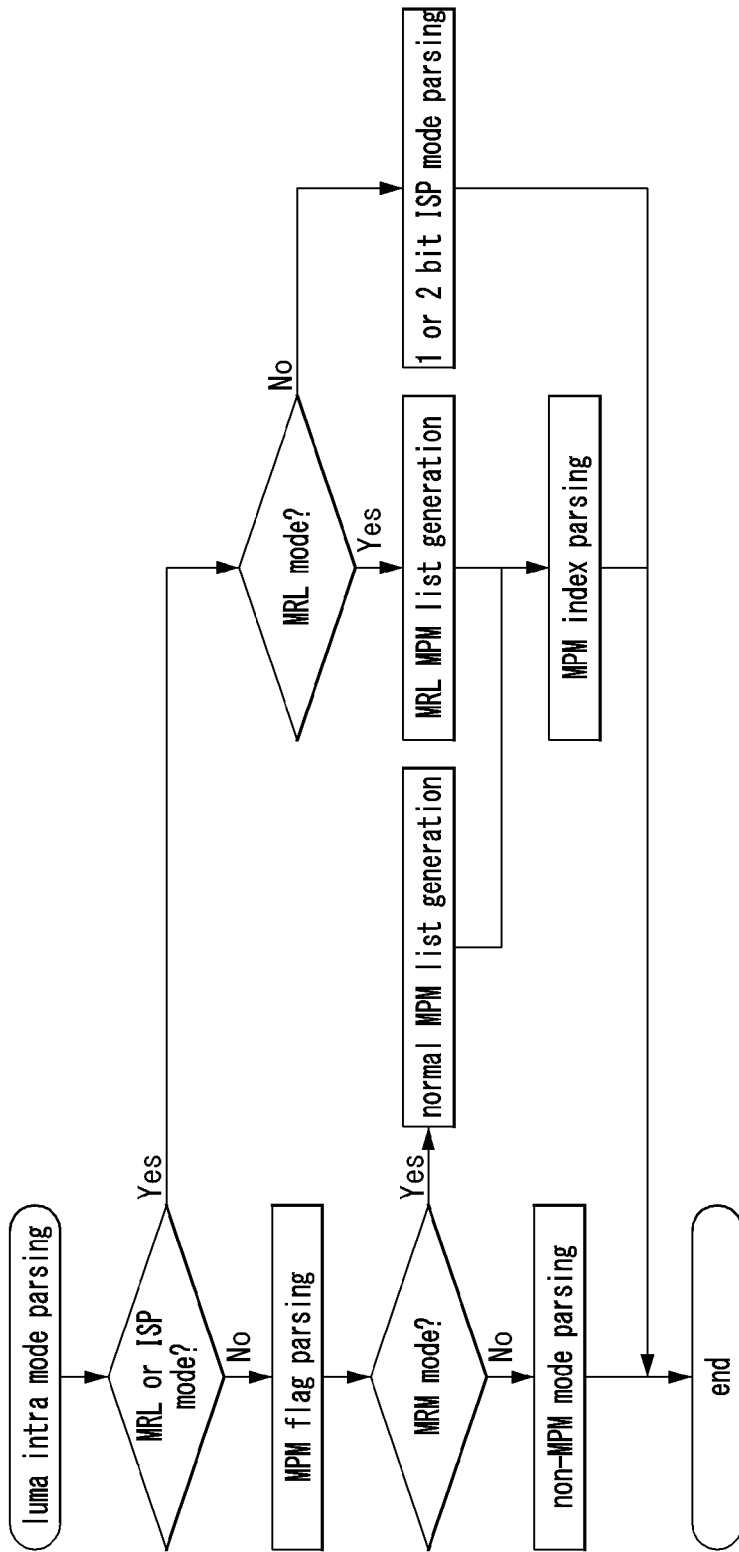 luma intra mode parsing
MRL or ISP
mode?
Yes
No
MRL mode?
No
Yes
MPM flag parsing
MRM mode?
Yes
No
normal MPM list generation
MRL MPM list generation
1 or 2 bit ISP mode parsing
non-MPM mode parsing
MPM index parsing
end